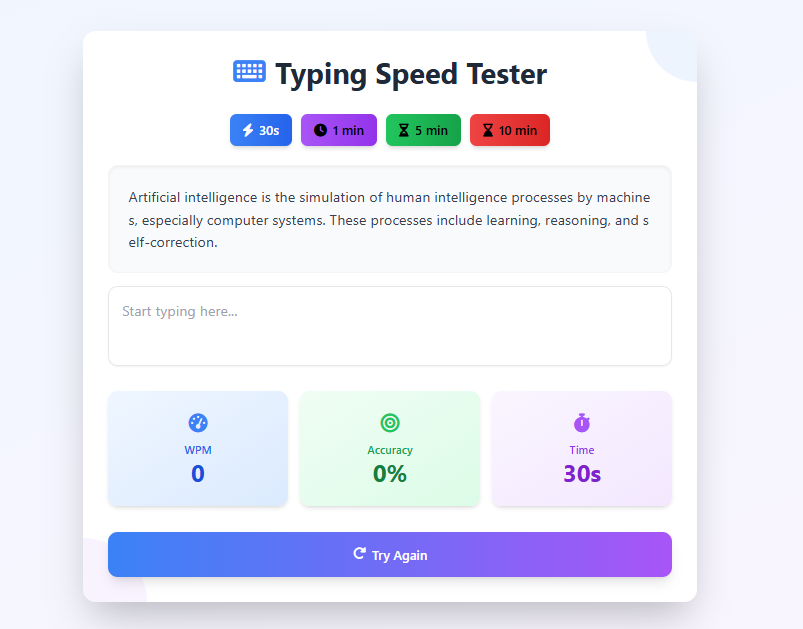 Typing Speed Tester
30s 1 min 5 min 10 min
Artificial intelligence is the simulation of human intelligence processes by machine
s, especially computer systems. These processes include learning, reasoning, and s
elf-correction.
Start typing here...
WPM Accuracy Time
0 0% 30s
Try Again